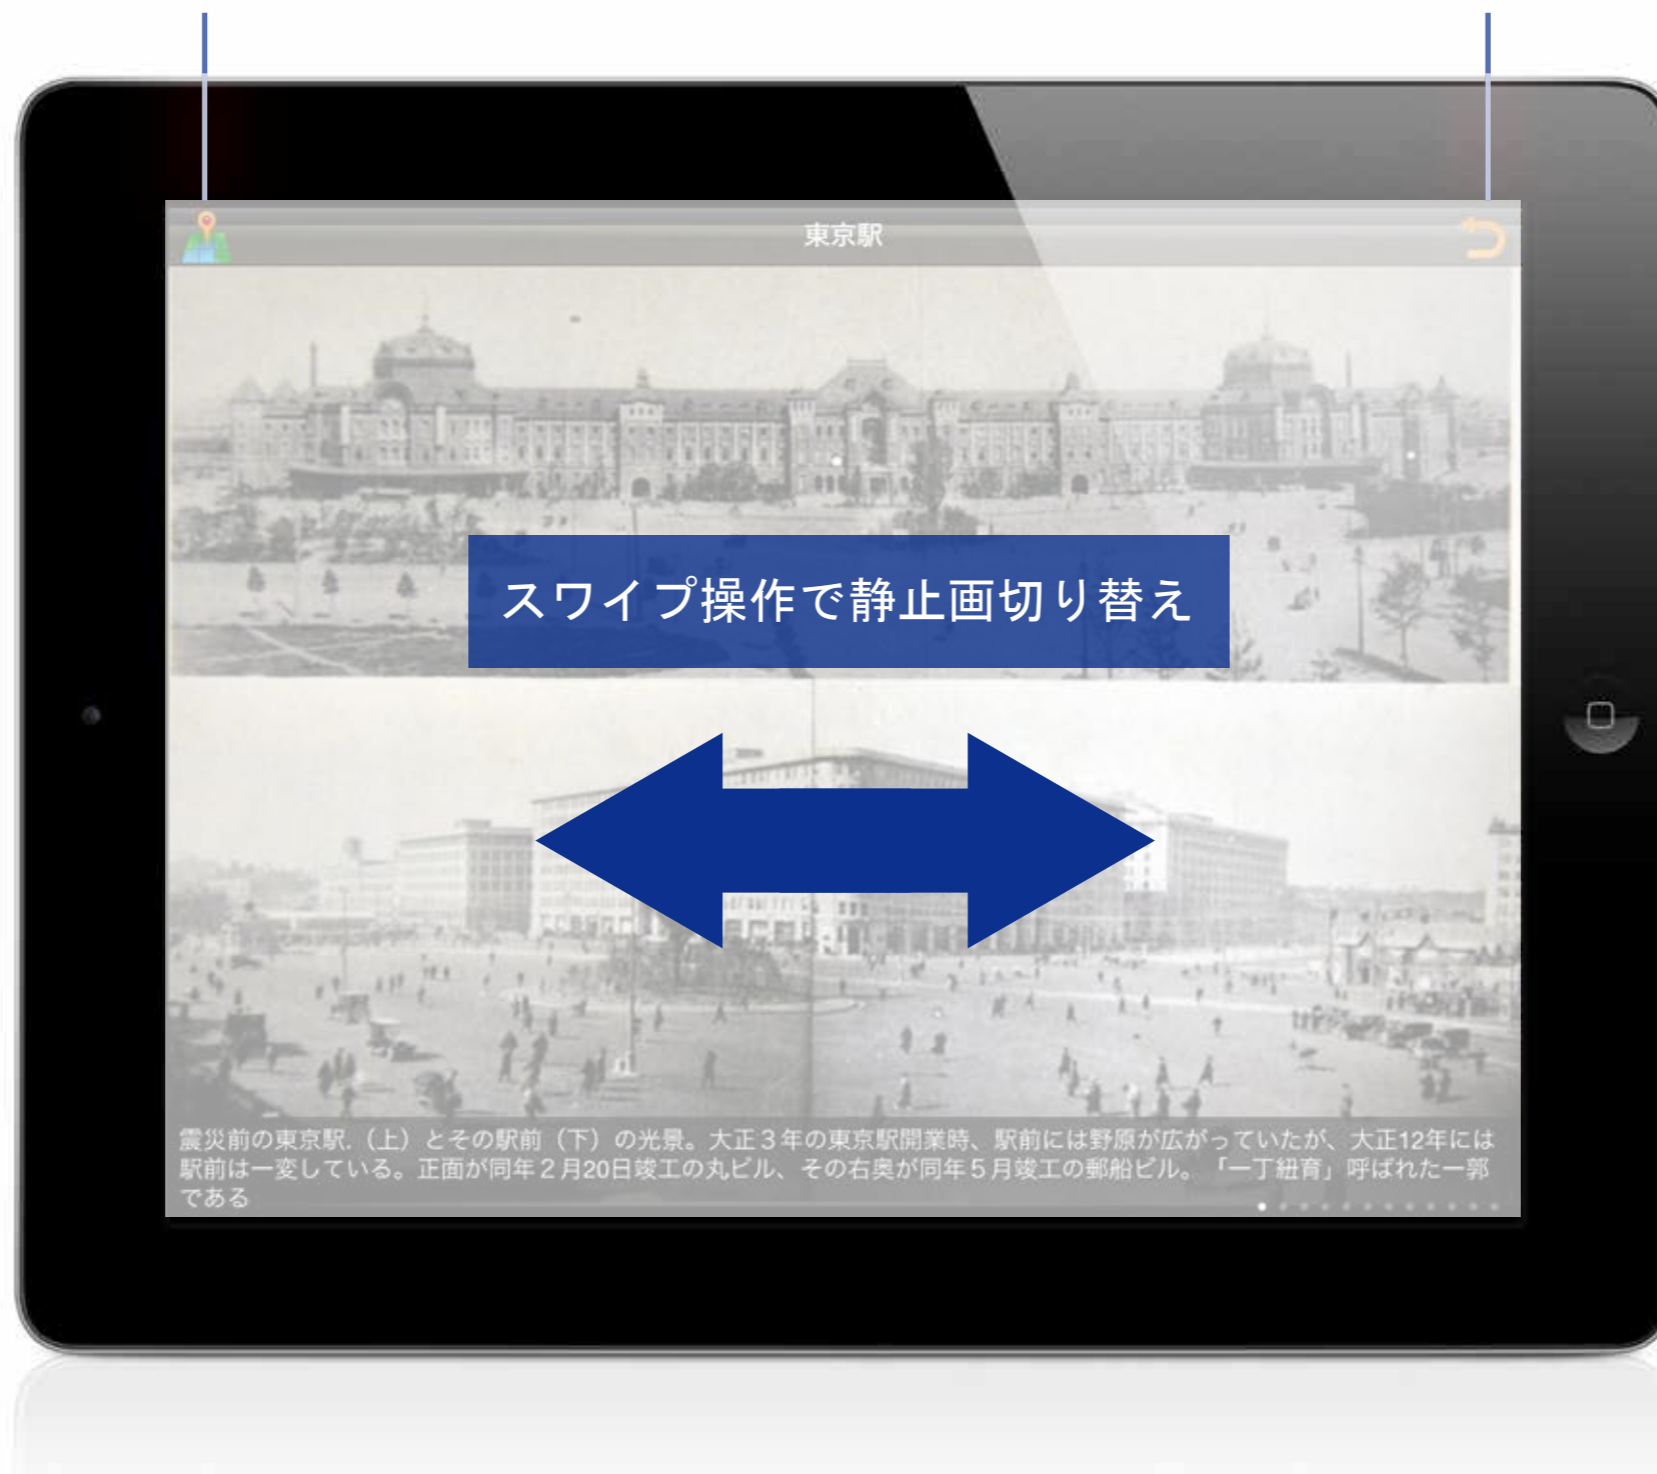 東京駅
スワイプ操作で静止画切り替え
震災前の東京駅.（上）とその駅前（下）の光景。大正３年の東京駅開業時、駅前には野原が広がっていたが、大正12年には
駅前は一変している。正面が同年２月20日竣工の丸ビル、その右奥が同年５月竣工の郵船ビル。「一丁紐育」呼ばれた一郭
である